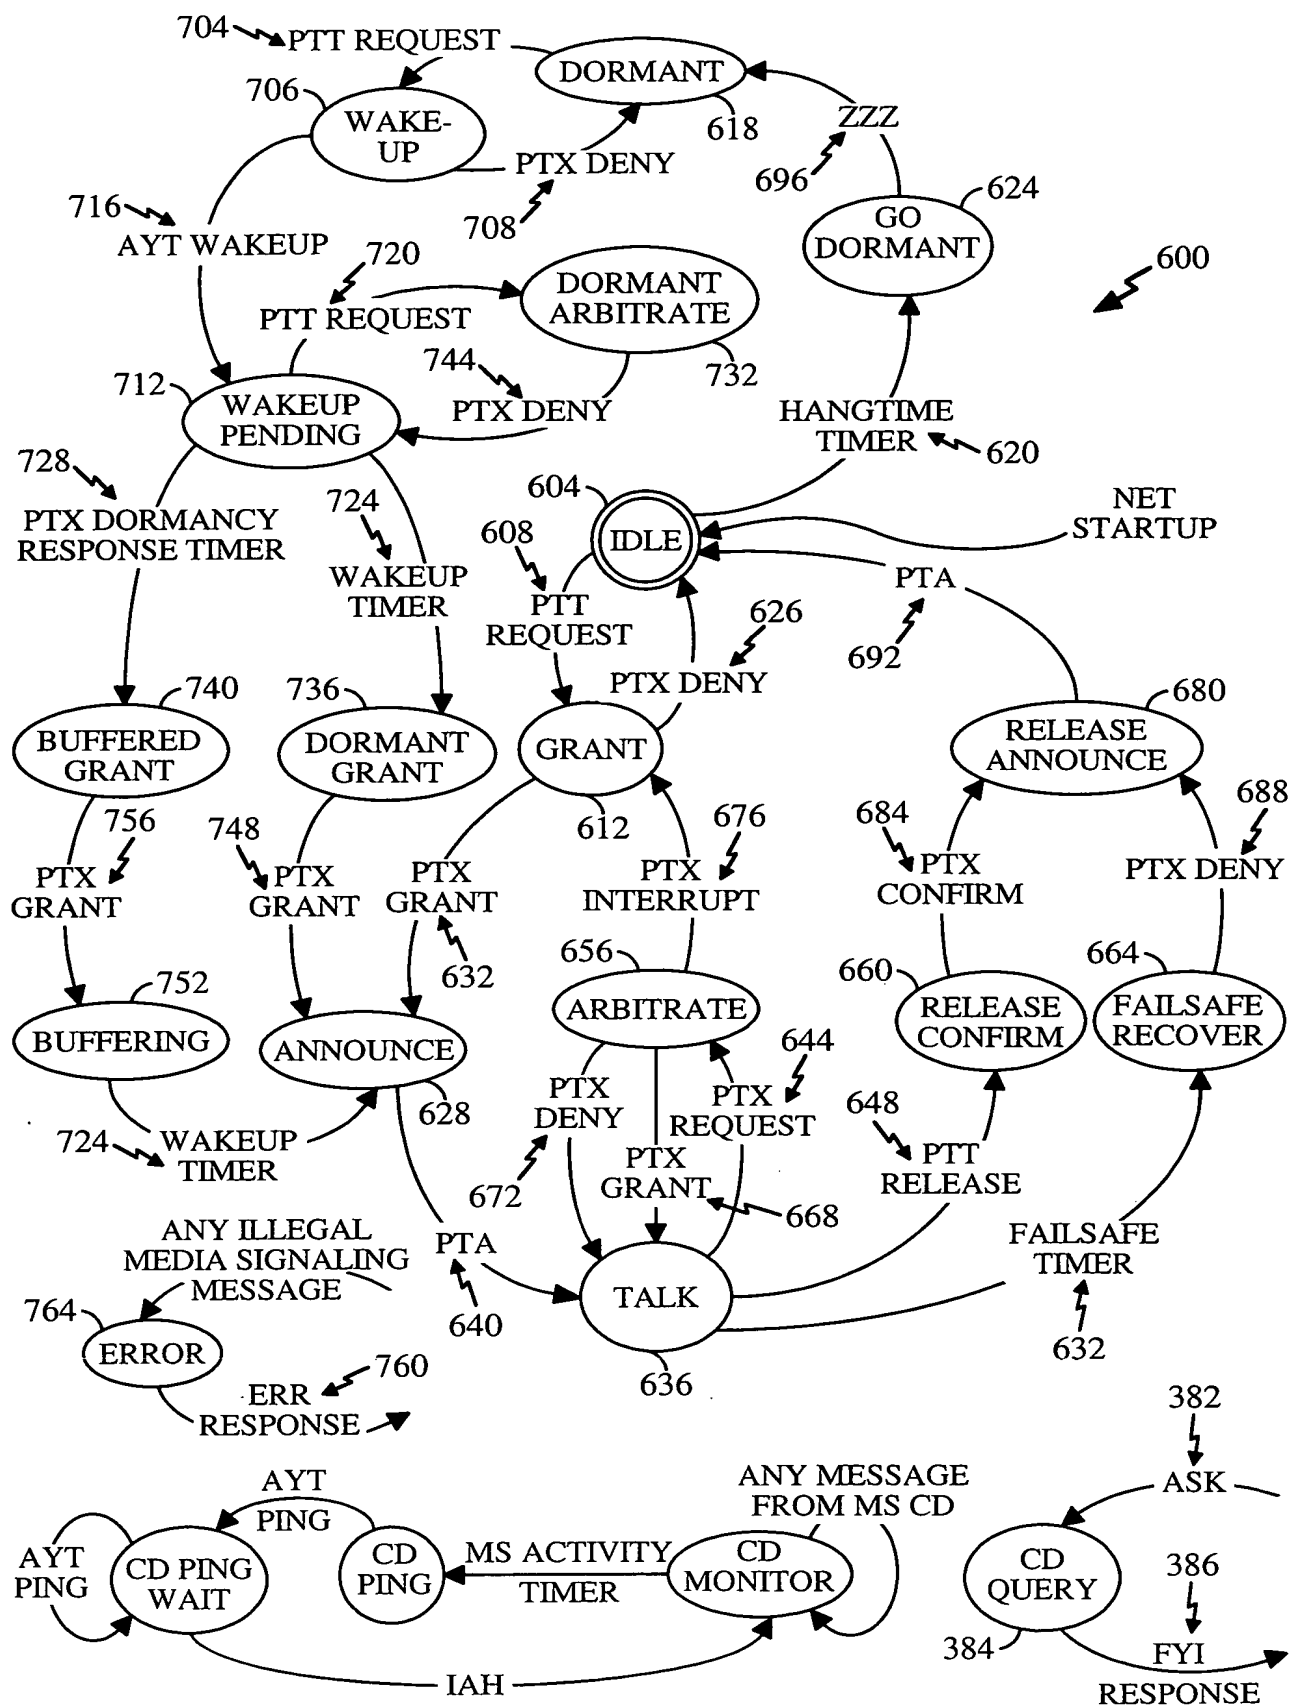 704
PTT REQUEST
DORMANT
618
706
WAKE-
UP
PTX DENY
708
ZZZ
696
624
GO
DORMANT
600
716
AYT WAKEUP
720
PTT REQUEST
DORMANT
ARBITRATE
732
744
PTX DENY
712
WAKEUP
PENDING
HANGTIME
TIMER
620
728
PTX DORMANCY
RESPONSE TIMER
724
WAKEUP
TIMER
604
IDLE
NET
STARTUP
608
PTT
REQUEST
PTA
692
626
PTX DENY
740
BUFFERED
GRANT
736
DORMANT
GRANT
GRANT
612
680
RELEASE
ANNOUNCE
756
PTX
GRANT
748
PTX
GRANT
PTX
GRANT
632
676
PTX
INTERRUPT
684
PTX
CONFIRM
688
PTX DENY
752
BUFFERING
ANNOUNCE
628
656
ARBITRATE
660
RELEASE
CONFIRM
664
FAILSAFE
RECOVER
644
PTX
DENY
672
PTX
REQUEST
PTX
GRANT
668
648
PTT
RELEASE
724
WAKEUP
TIMER
PTA
640
TALK
636
FAILSAFE
TIMER
632
ANY ILLEGAL
MEDIA SIGNALING
MESSAGE
764
ERROR
760
ERR
RESPONSE
382
ASK
AYT
PING
AYT
PING
CD PING
WAIT
CD
PING
MS ACTIVITY
TIMER
CD
MONITOR
ANY MESSAGE
FROM MS CD
IAH
CD
QUERY
384
386
FYI
RESPONSE